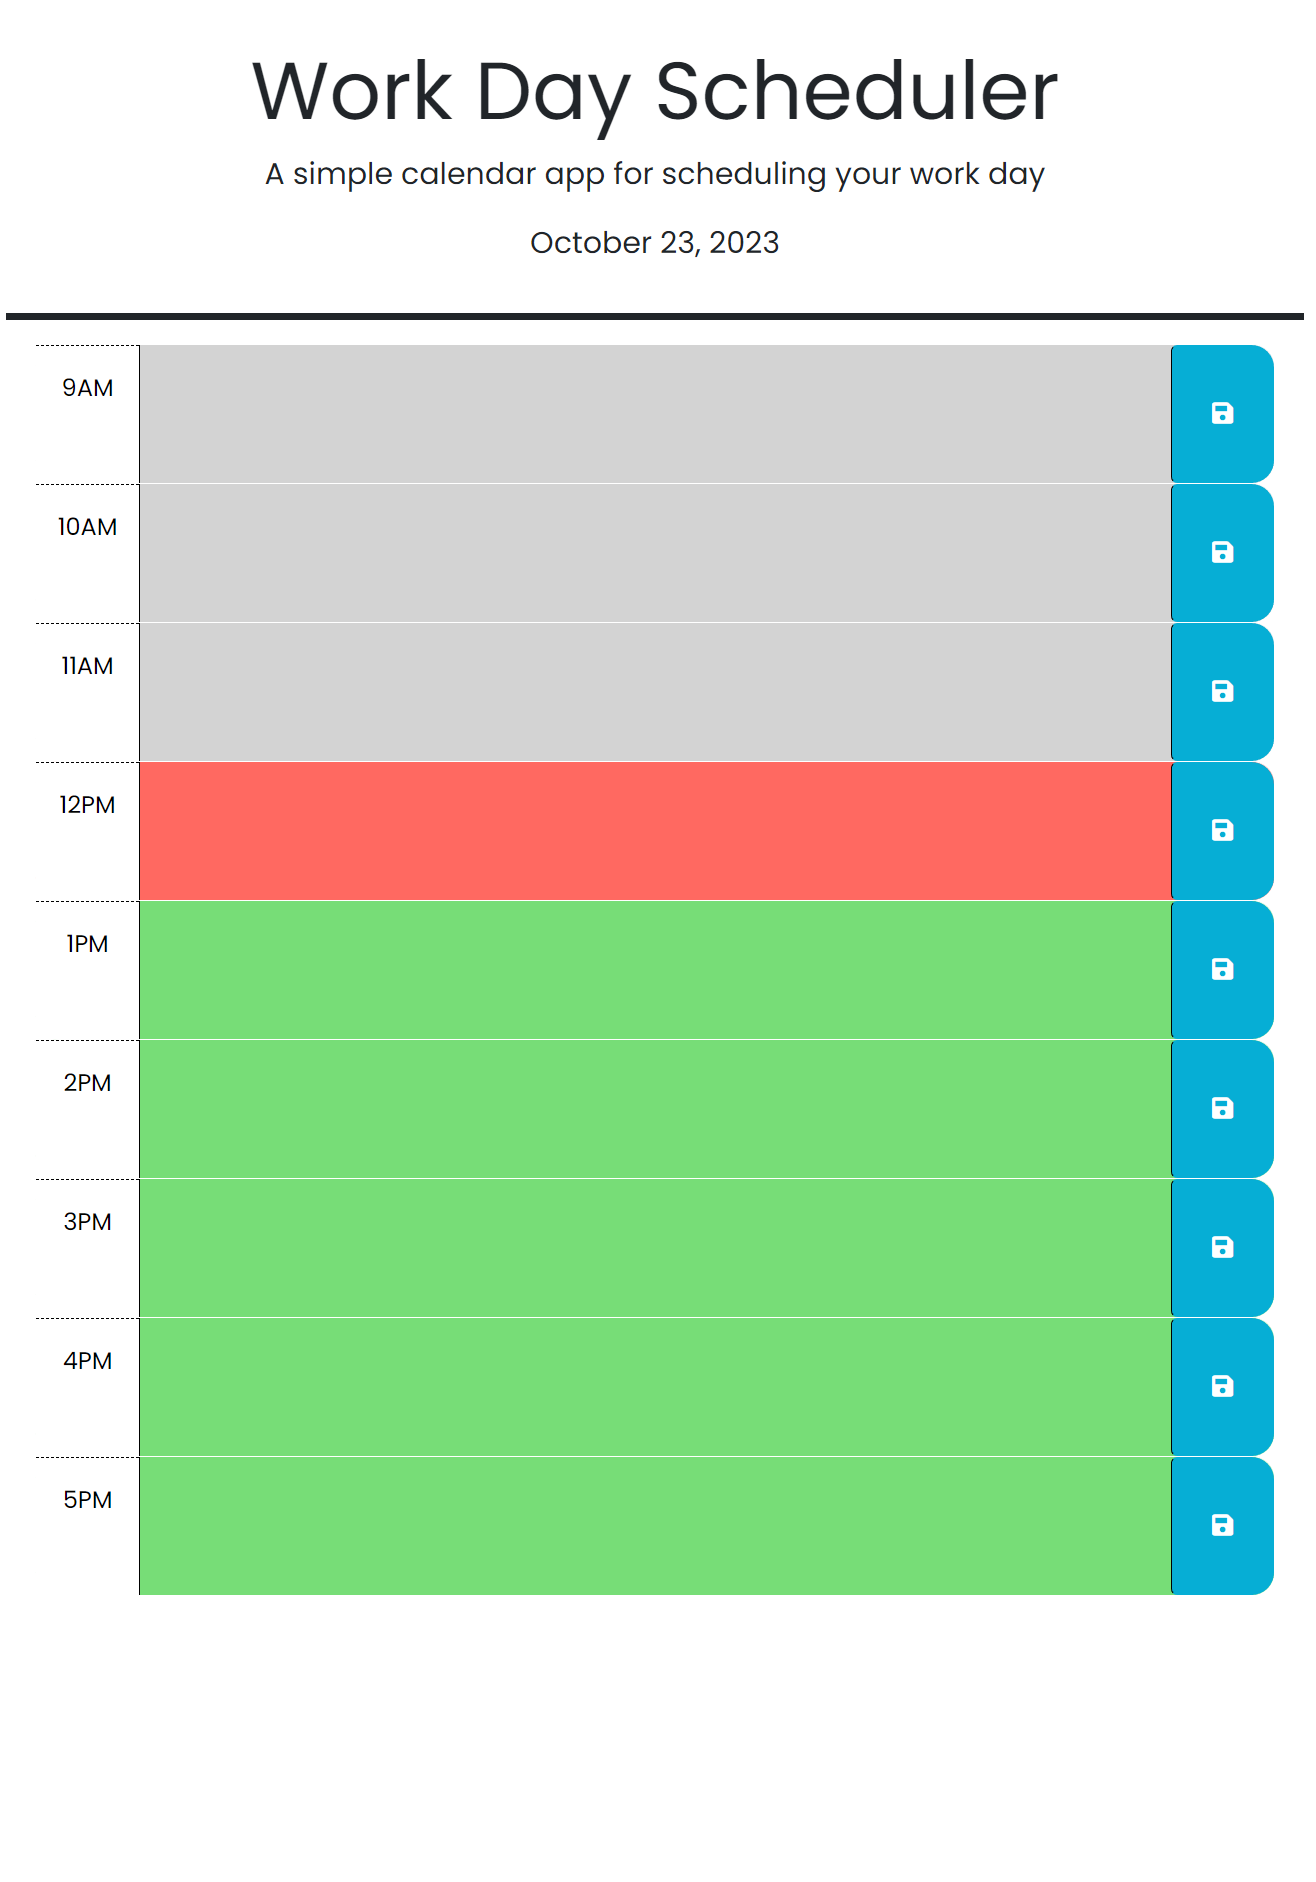 Work Day Scheduler
A simple calendar app for scheduling your work day
October 23, 2023
9AM
10AM
11AM
12PM
1PM
2PM
3PM
4PM
5PM